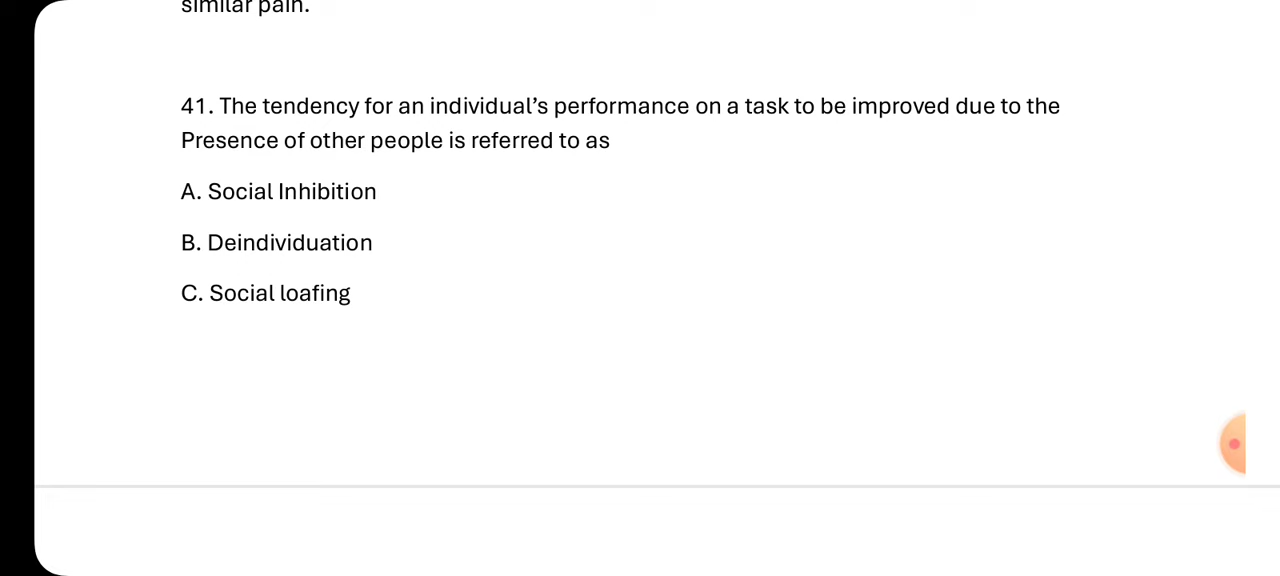 similar pain.
41. The tendency for an individual’s performance on a task to be improved due to the
Presence of other people is referred to as
A. Social Inhibition
B. Deindividuation
C. Social loafing